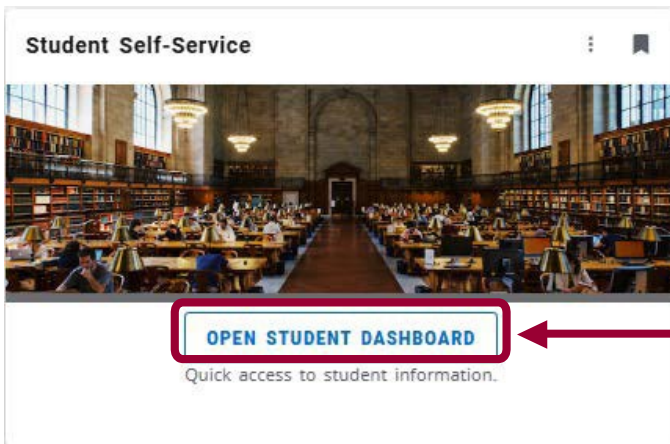 Student Self-Service
OPEN STUDENT DASHBOARD
Quick access to student information.